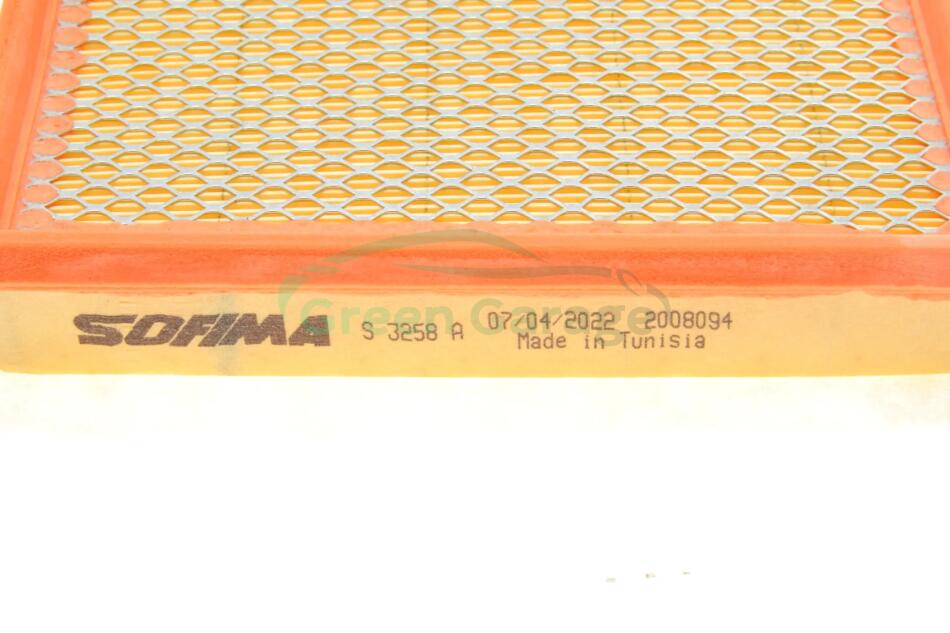 SOFIMA S 3258 A 07/04/2022 2008094
Made in Tunisia
Green Garage